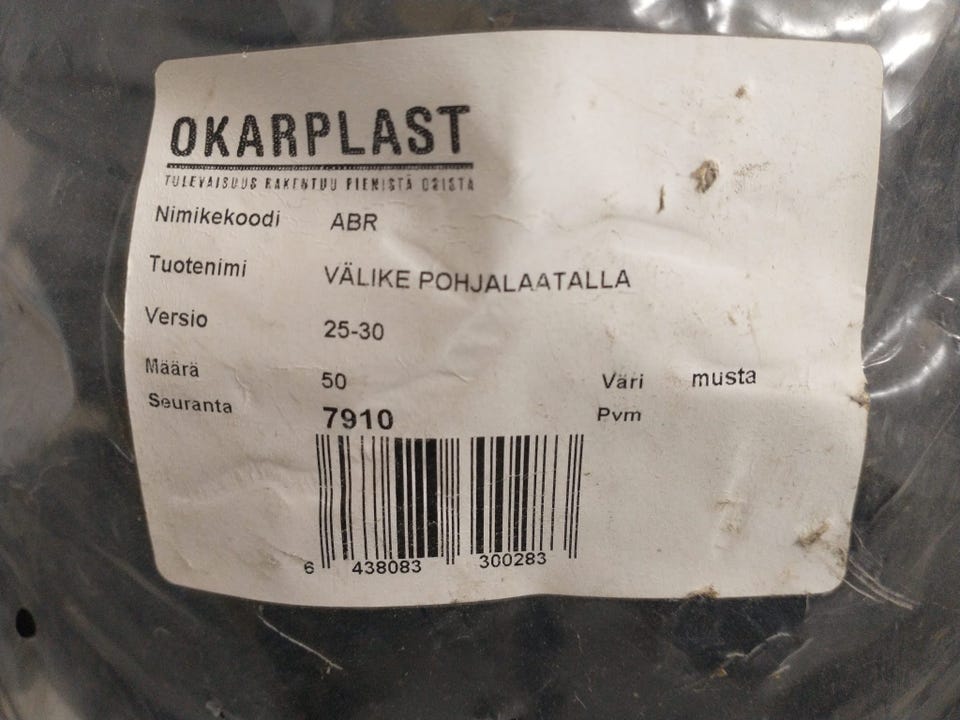 OKARPLAST
TULEVAISUUS RAKENTUU PIENISTÄ OSISTA
Nimikekoodi ABR
Tuotenimi VÄLIKE POHJALAATALLA
Versio 25-30
Määrä 50 Väri musta
Seuranta 7910 Pvm
6 438083 300283